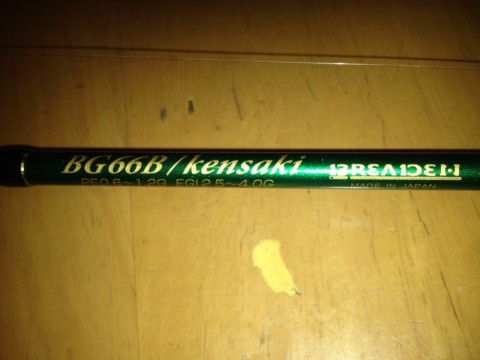 BG66B/kensaki
PE0.6~1.2G EGI2.5~4.0G
BREADEN
MADE IN JAPAN